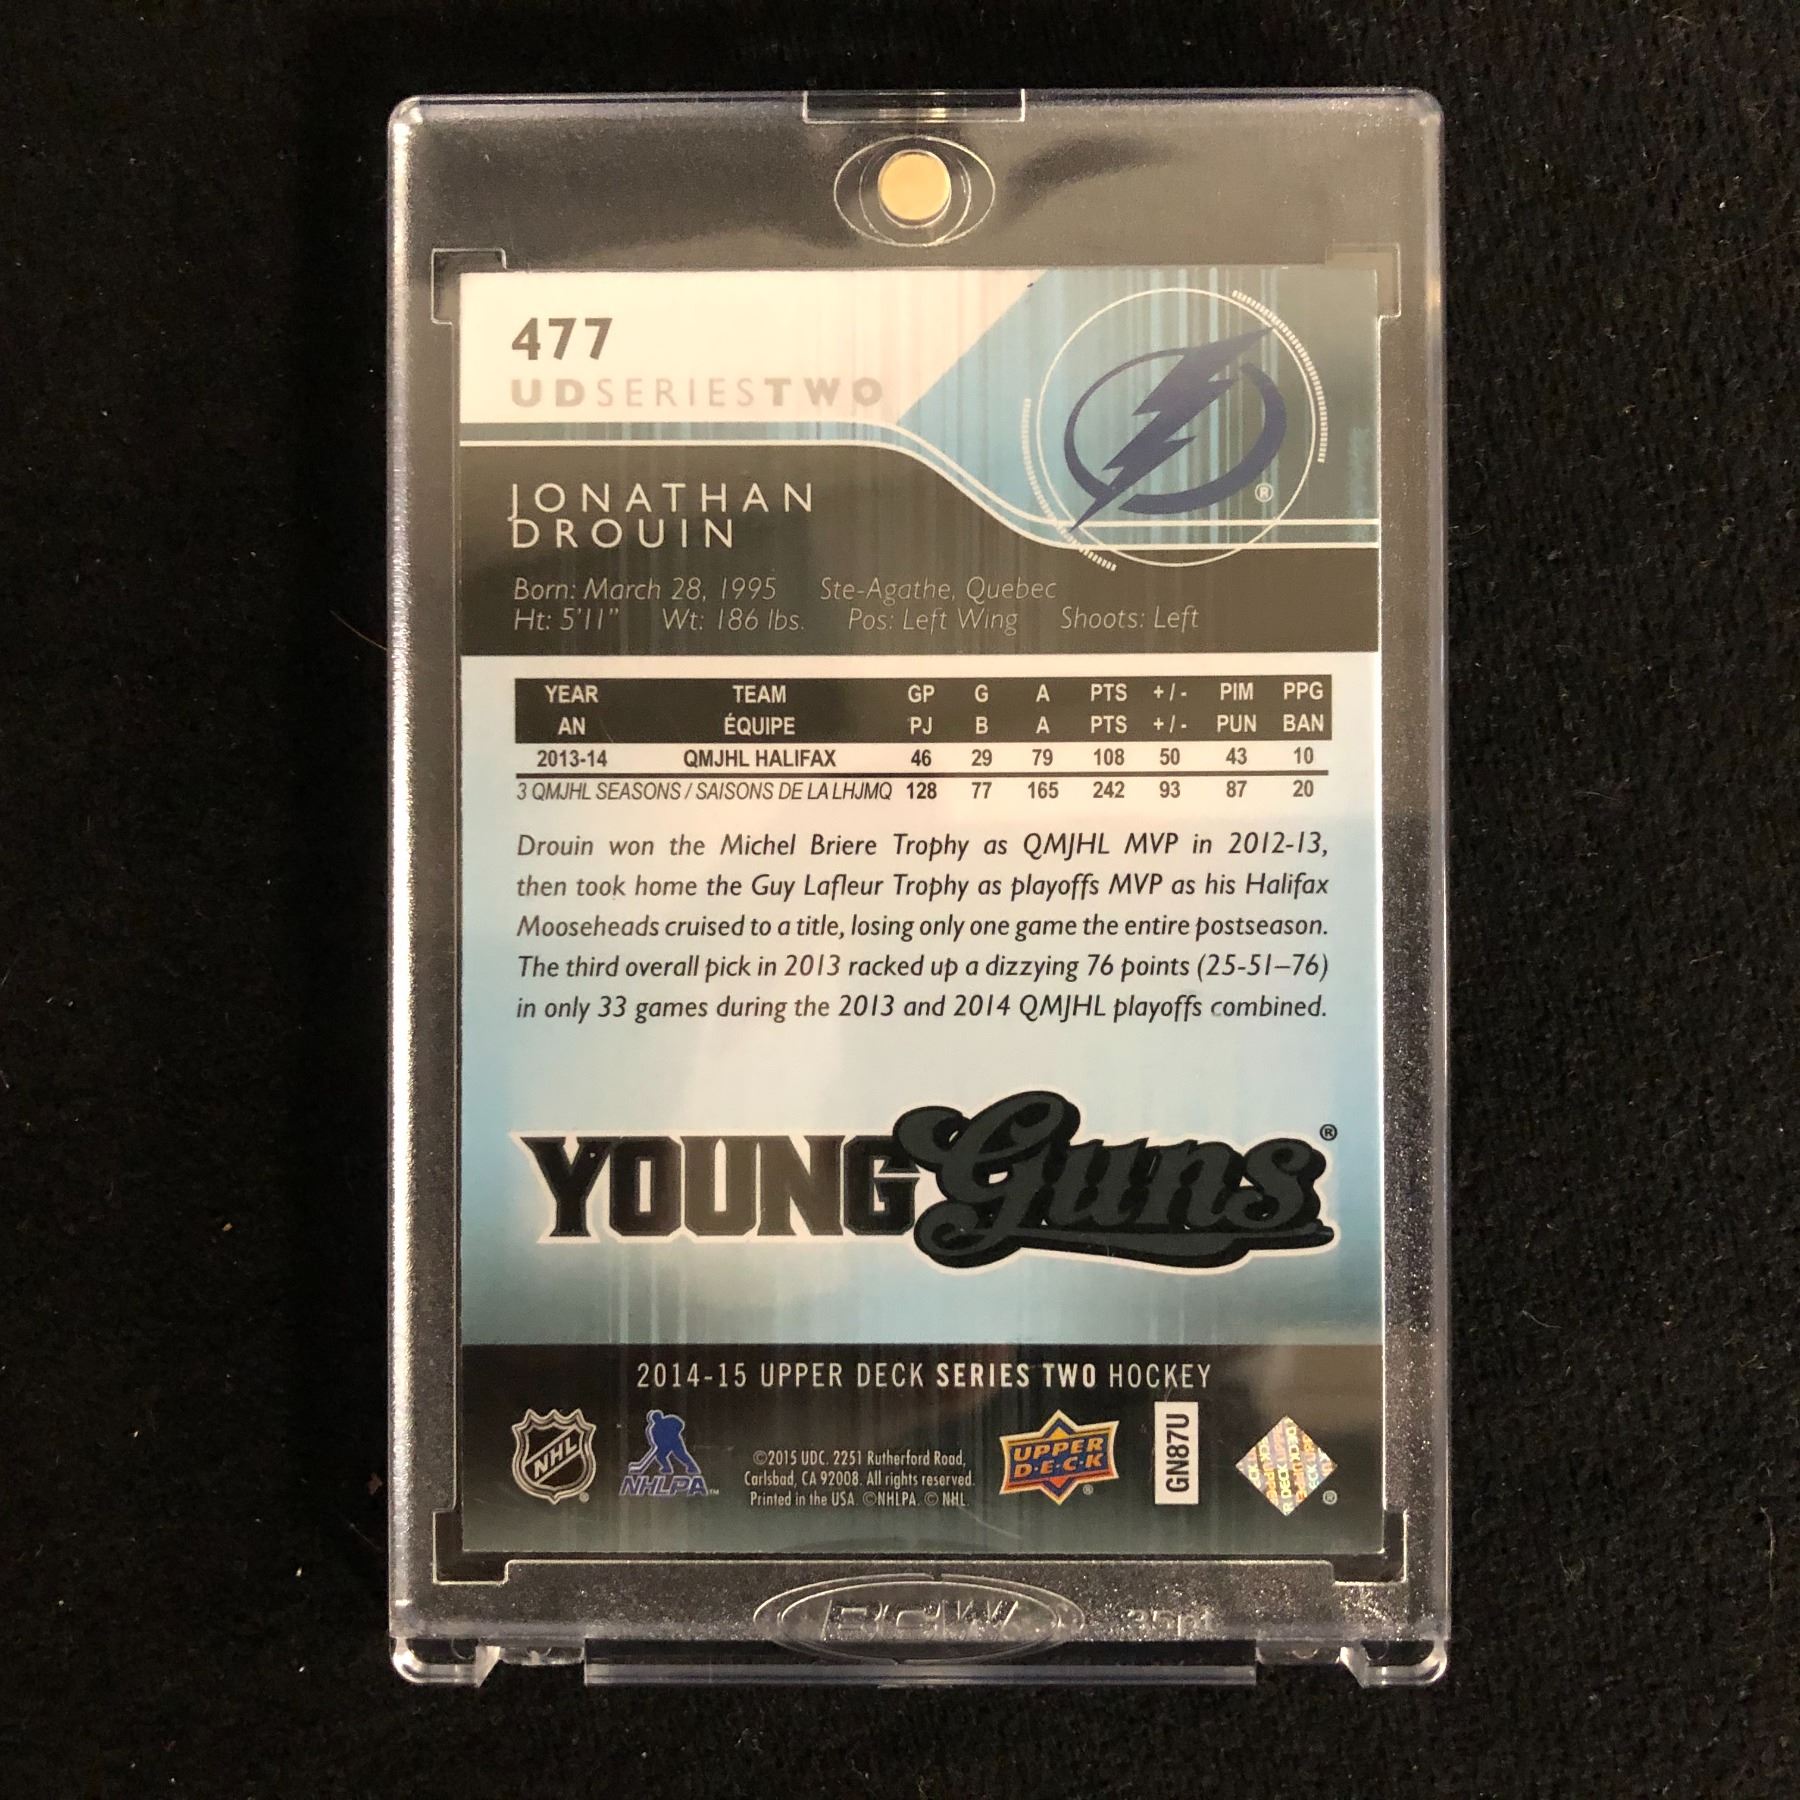 477
UDSERIESTWO
JONATHAN
DROUIN
Born: March 28, 1995 Ste-Agathe, Quebec
Ht: 5'11" Wt: 186 lbs. Pos: Left Wing Shoots: Left
YEAR TEAM GP G A PTS +/- PIM PPG
AN ÉQUIPE PJ B A PTS +/- PUN BAN
2013-14 QMJHL HALIFAX 46 29 79 108 50 43 10
3 QMJHL SEASONS / SAISONS DE LA LHJMQ 128 77 165 242 93 87 20
Drouin won the Michel Briere Trophy as QMJHL MVP in 2012-13,
then took home the Guy Lafleur Trophy as playoffs MVP as his Halifax
Mooseheads cruised to a title, losing only one game the entire postseason.
The third overall pick in 2013 racked up a dizzying 76 points (25-51–76)
in only 33 games during the 2013 and 2014 QMJHL playoffs combined.
YOUNG Guns®
2014-15 UPPER DECK SERIES TWO HOCKEY
NHL®
NHLPA™
©2015 UDC. 2251 Rutherford Road,
Carlsbad, CA 92008. All rights reserved.
Printed in the USA. ©NHLPA. © NHL.
UPPER
D·E·C·K®
GN87U
BCW 35pt